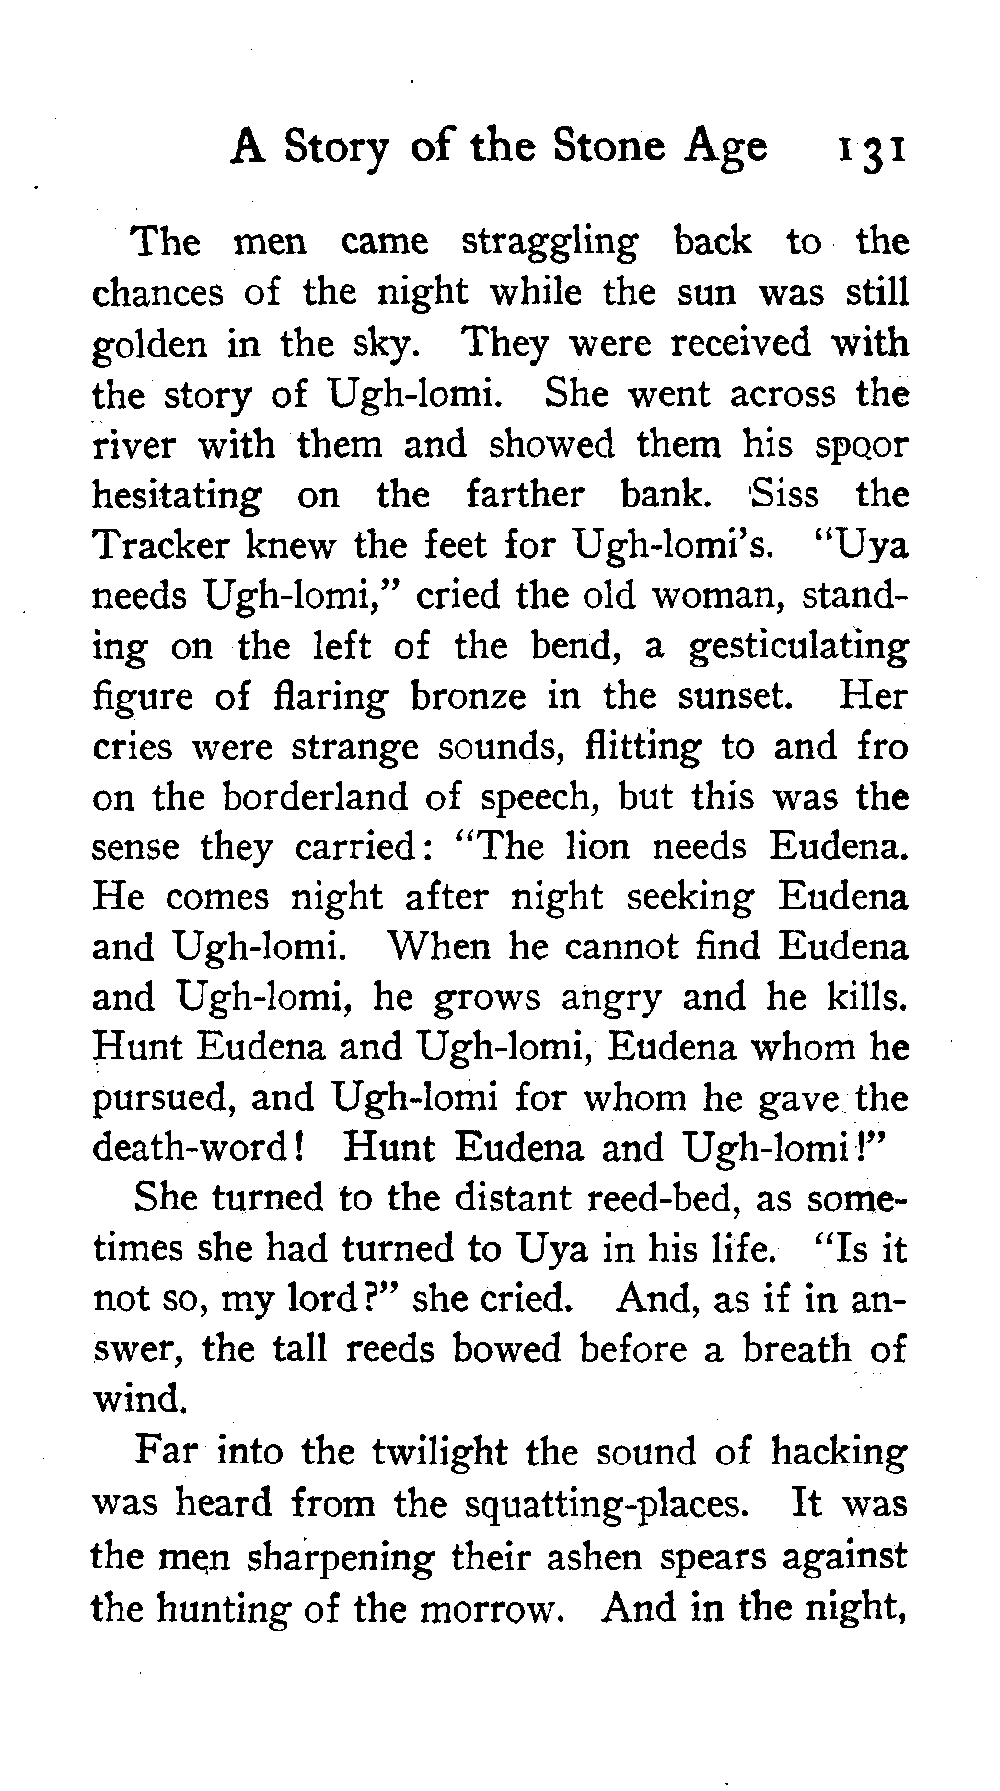 A Story of the Stone Age 131
The men came straggling back to the
chances of the night while the sun was still
golden in the sky. They were received with
the story of Ugh-lomi. She went across the
river with them and showed them his spoor
hesitating on the farther bank. Siss the
Tracker knew the feet for Ugh-lomi's. "Uya
needs Ugh-lomi," cried the old woman, stand-
ing on the left of the bend, a gesticulating
figure of flaring bronze in the sunset. Her
cries were strange sounds, flitting to and fro
on the borderland of speech, but this was the
sense they carried: "The lion needs Eudena.
He comes night after night seeking Eudena
and Ugh-lomi. When he cannot find Eudena
and Ugh-lomi, he grows angry and he kills.
Hunt Eudena and Ugh-lomi, Eudena whom he
pursued, and Ugh-lomi for whom he gave the
death-word! Hunt Eudena and Ugh-lomi!"
She turned to the distant reed-bed, as some-
times she had turned to Uya in his life. "Is it
not so, my lord?" she cried. And, as if in an-
swer, the tall reeds bowed before a breath of
wind.
Far into the twilight the sound of hacking
was heard from the squatting-places. It was
the men sharpening their ashen spears against
the hunting of the morrow. And in the night,